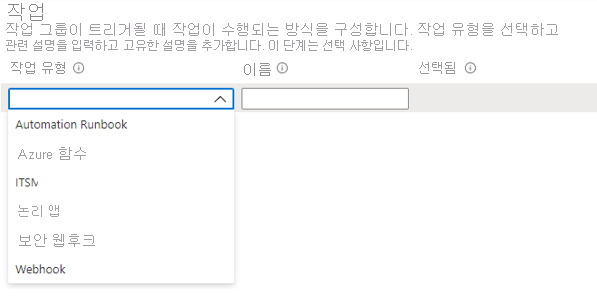 작업
작업 그룹이 트리거될 때 작업이 수행되는 방식을 구성합니다. 작업 유형을 선택하고
관련 설명을 입력하고 고유한 설명을 추가합니다. 이 단계는 선택 사항입니다.
작업 유형 이름 선택됨
Automation Runbook
Azure 함수
ITSM
논리 앱
보안 웹후크
Webhook